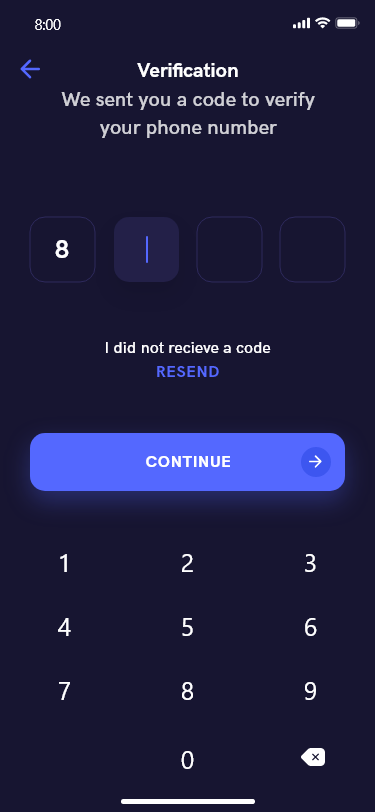 8:00
Verification
We sent you a code to verify
your phone number
8
I did not recieve a code
RESEND
CONTINUE
1 2 3
4 5 6
7 8 9
0